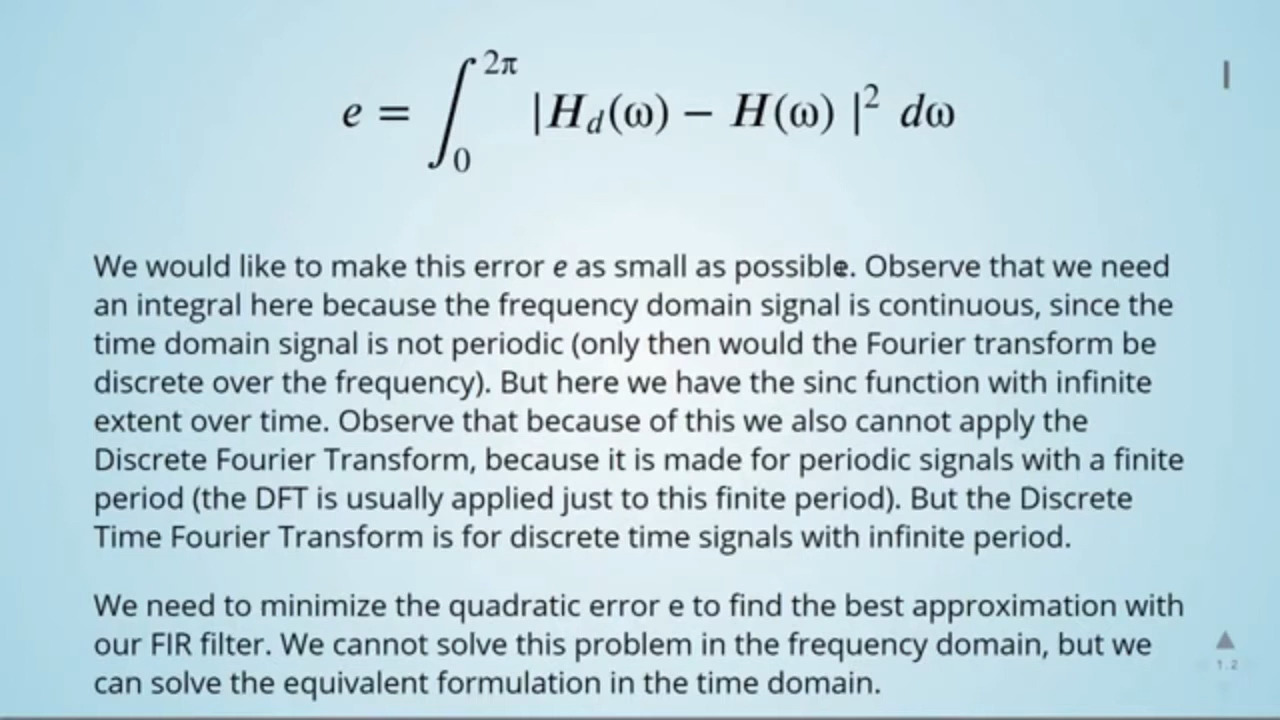 e = ∫₀^{2π} |H_d(ω) − H(ω) |² dω
We would like to make this error e as small as possible. Observe that we need
an integral here because the frequency domain signal is continuous, since the
time domain signal is not periodic (only then would the Fourier transform be
discrete over the frequency). But here we have the sinc function with infinite
extent over time. Observe that because of this we also cannot apply the
Discrete Fourier Transform, because it is made for periodic signals with a finite
period (the DFT is usually applied just to this finite period). But the Discrete
Time Fourier Transform is for discrete time signals with infinite period.
We need to minimize the quadratic error e to find the best approximation with
our FIR filter. We cannot solve this problem in the frequency domain, but we
can solve the equivalent formulation in the time domain.
1.2